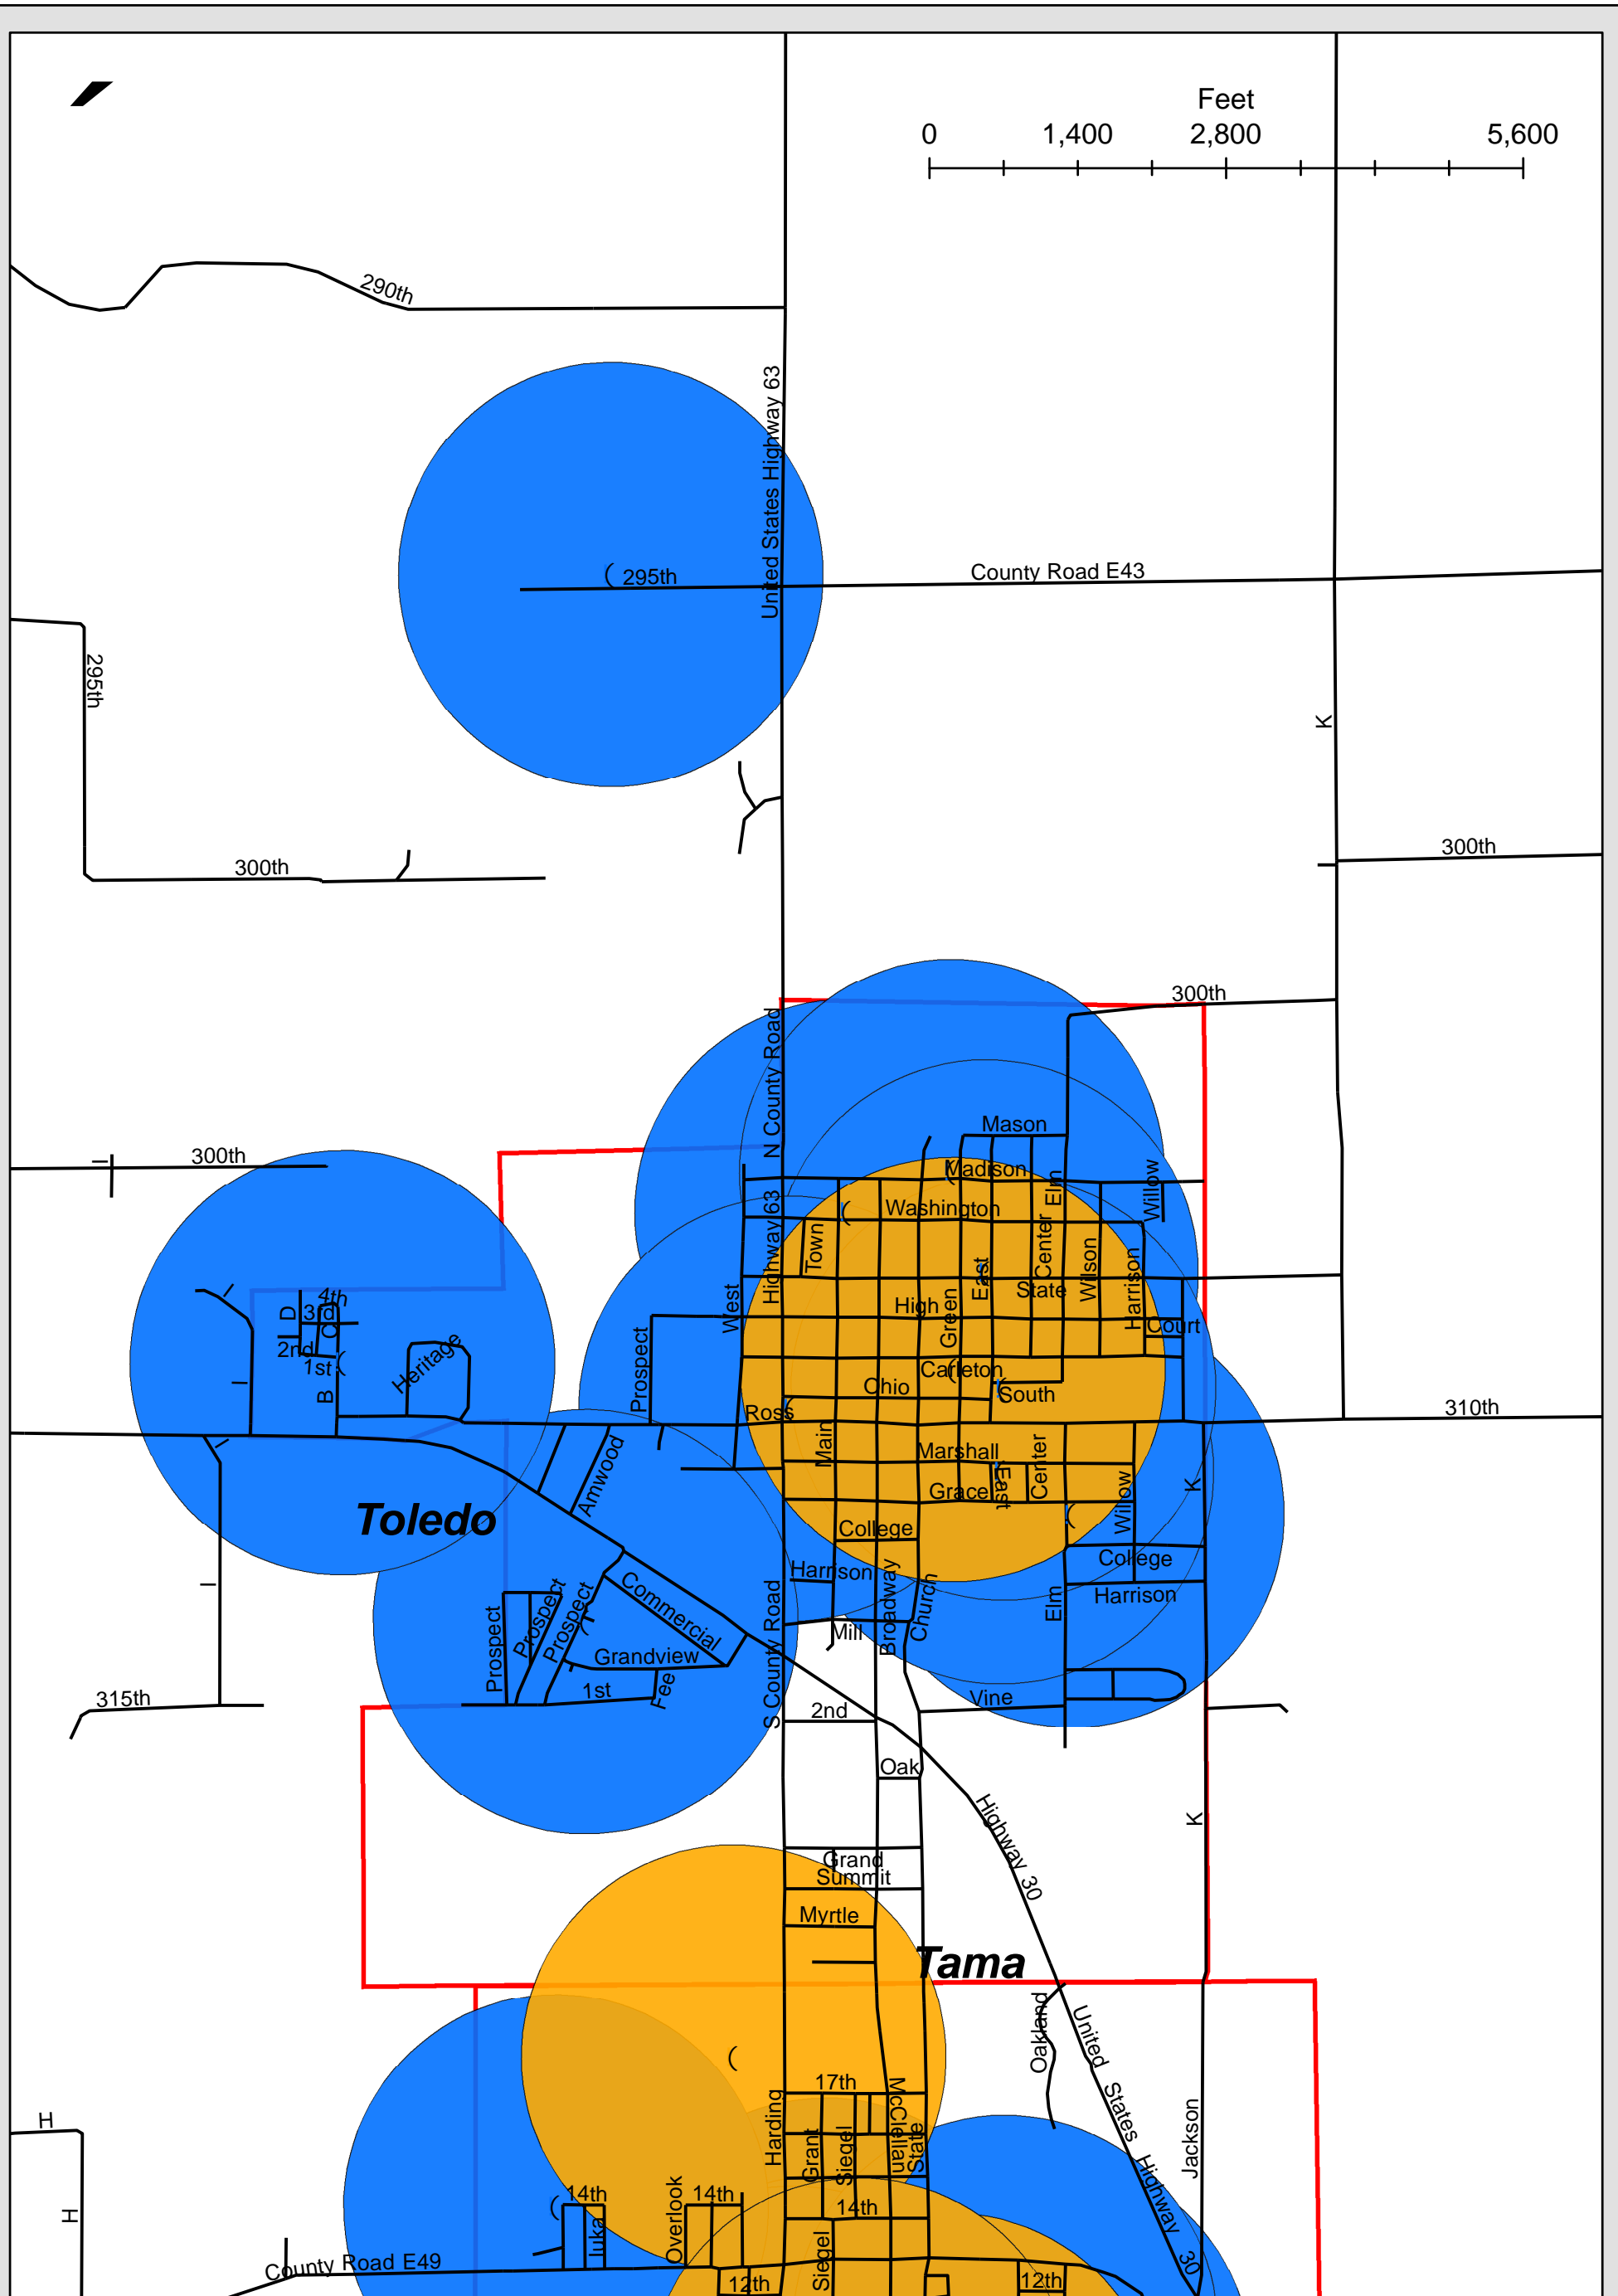 Feet
0 1,400 2,800 5,600
290th
United States Highway 63
295th
County Road E43
295th
K
300th
300th
300th
N County Road
Mason
300th
Madison
Willow
Elm
Washington
Town
Center
Highway 63
East
State
Wilson
Harrison
4th
D
3rd
C
2nd
1st
B
Heritage
I
I
West
High
Green
Court
Prospect
Carleton
Ohio
South
Ross
310th
Main
Marshall
Center
Amwood
Grace
East
Willow
K
Toledo
College
College
Harrison
Harrison
I
I
Commercial
Broadway
Church
Elm
Mill
Prospect
Prospect
Prospect
Grandview
S County Road
1st
Fee
Vine
315th
2nd
Oak
Highway 30
K
Grand
Summit
Myrtle
Tama
Oakland
United States Highway 30
17th
Harding
McClellan
State
Grant
Siegel
Jackson
H
H
14th
14th
14th
Iuka
Overlook
Siegel
County Road E49
12th
12th